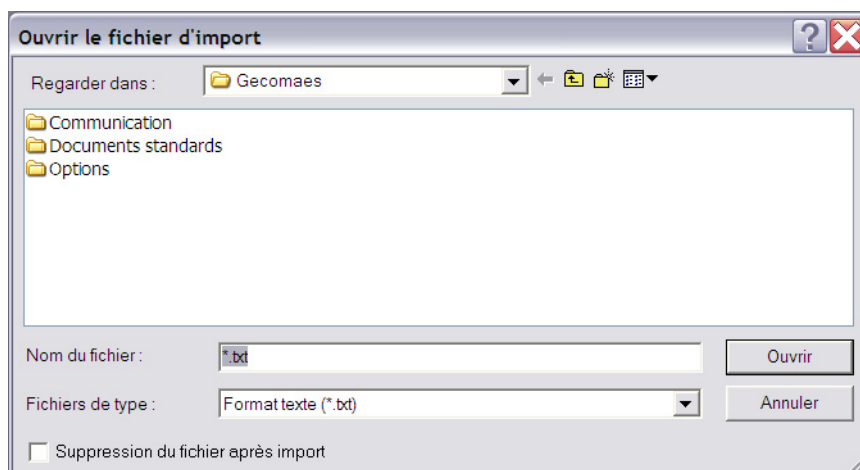 Ouvrir le fichier d'import
Regarder dans : Gecomaes
Communication
Documents standards
Options
Nom du fichier : *.txt Ouvrir
Fichiers de type : Format texte (*.txt) Annuler
Suppression du fichier après import